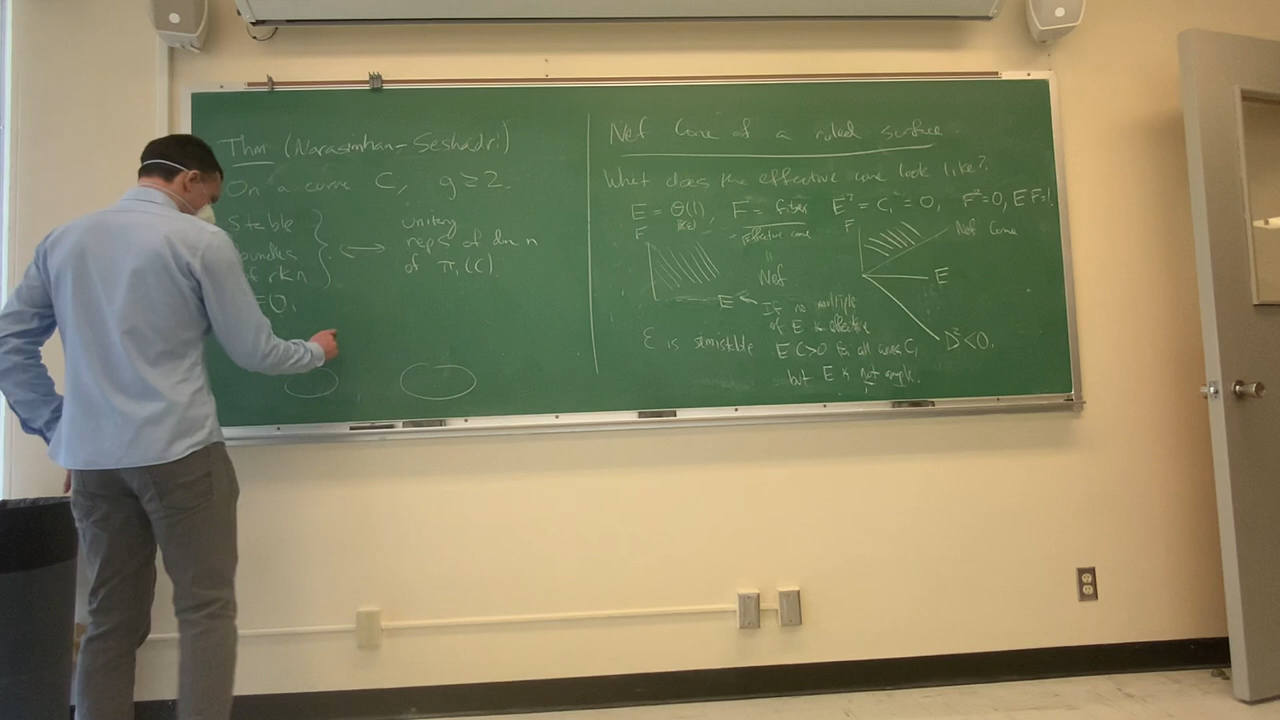 Thm (Narasimhan-Seshadri)
On a curve C, g ≥ 2.
Stable
bundles
of rk n
=0,
unitary
reps of dim n
of π₁(C).
Nef Cone of a ruled surface
What does the effective cone look like?
E = O(1), F = fiber E² = C₁ = 0, F² = 0, E F = 1.
P(E)
F
Effective cone
=
Nef
E
If no multiple
of E is effective
E C > 0 for all curves C,
but E is not ample.
E is semistable
F
Nef Cone
E
D² < 0.